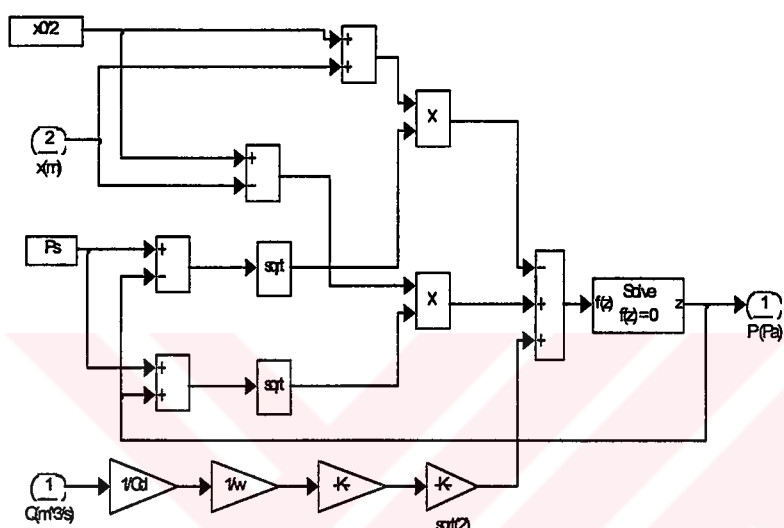 x0/2
+
+
2
x(m)
X
+
-
Ps
+
-
sqrt
X
-
+
+
f(z)
Solve
f(z) = 0
z
1
P(Pa)
+
+
sqrt
1
Q(m^3/s)
1/Cd
1/w
-K-
-K-
sqrt(2)